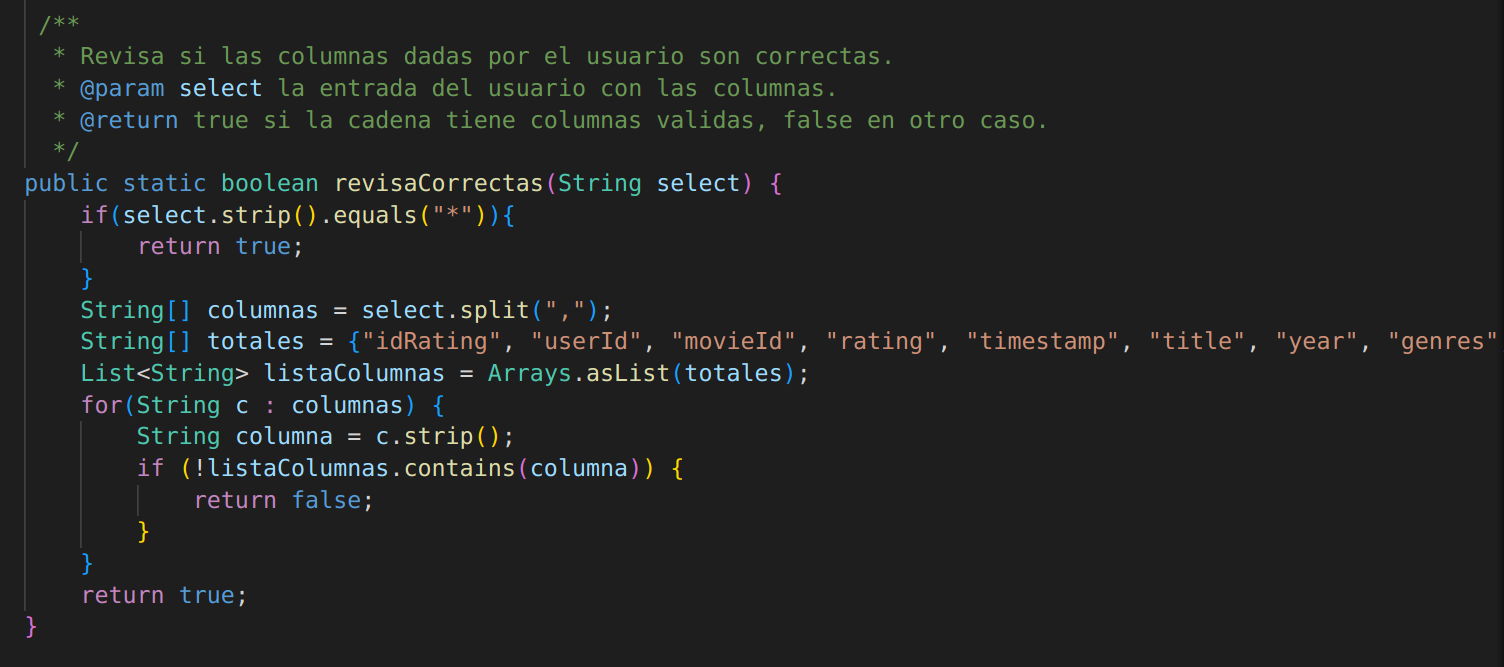 /**
* Revisa si las columnas dadas por el usuario son correctas.
* @param select la entrada del usuario con las columnas.
* @return true si la cadena tiene columnas validas, false en otro caso.
*/
public static boolean revisaCorrectas(String select) {
if(select.strip().equals("*")){
return true;
}
String[] columnas = select.split(",");
String[] totales = {"idRating", "userId", "movieId", "rating", "timestamp", "title", "year", "genres"
List<String> listaColumnas = Arrays.asList(totales);
for(String c : columnas) {
String columna = c.strip();
if (!listaColumnas.contains(columna)) {
return false;
}
}
return true;
}